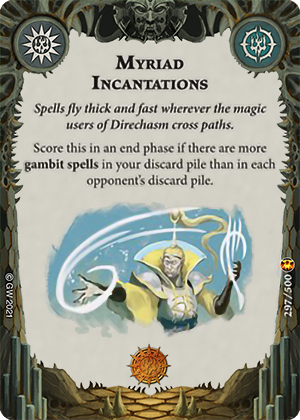 Myriad
Incantations
Spells fly thick and fast wherever the magic
users of Direchasm cross paths.
Score this in an end phase if there are more
gambit spells in your discard pile than in each
opponent's discard pile.
© GW 2021
297/500